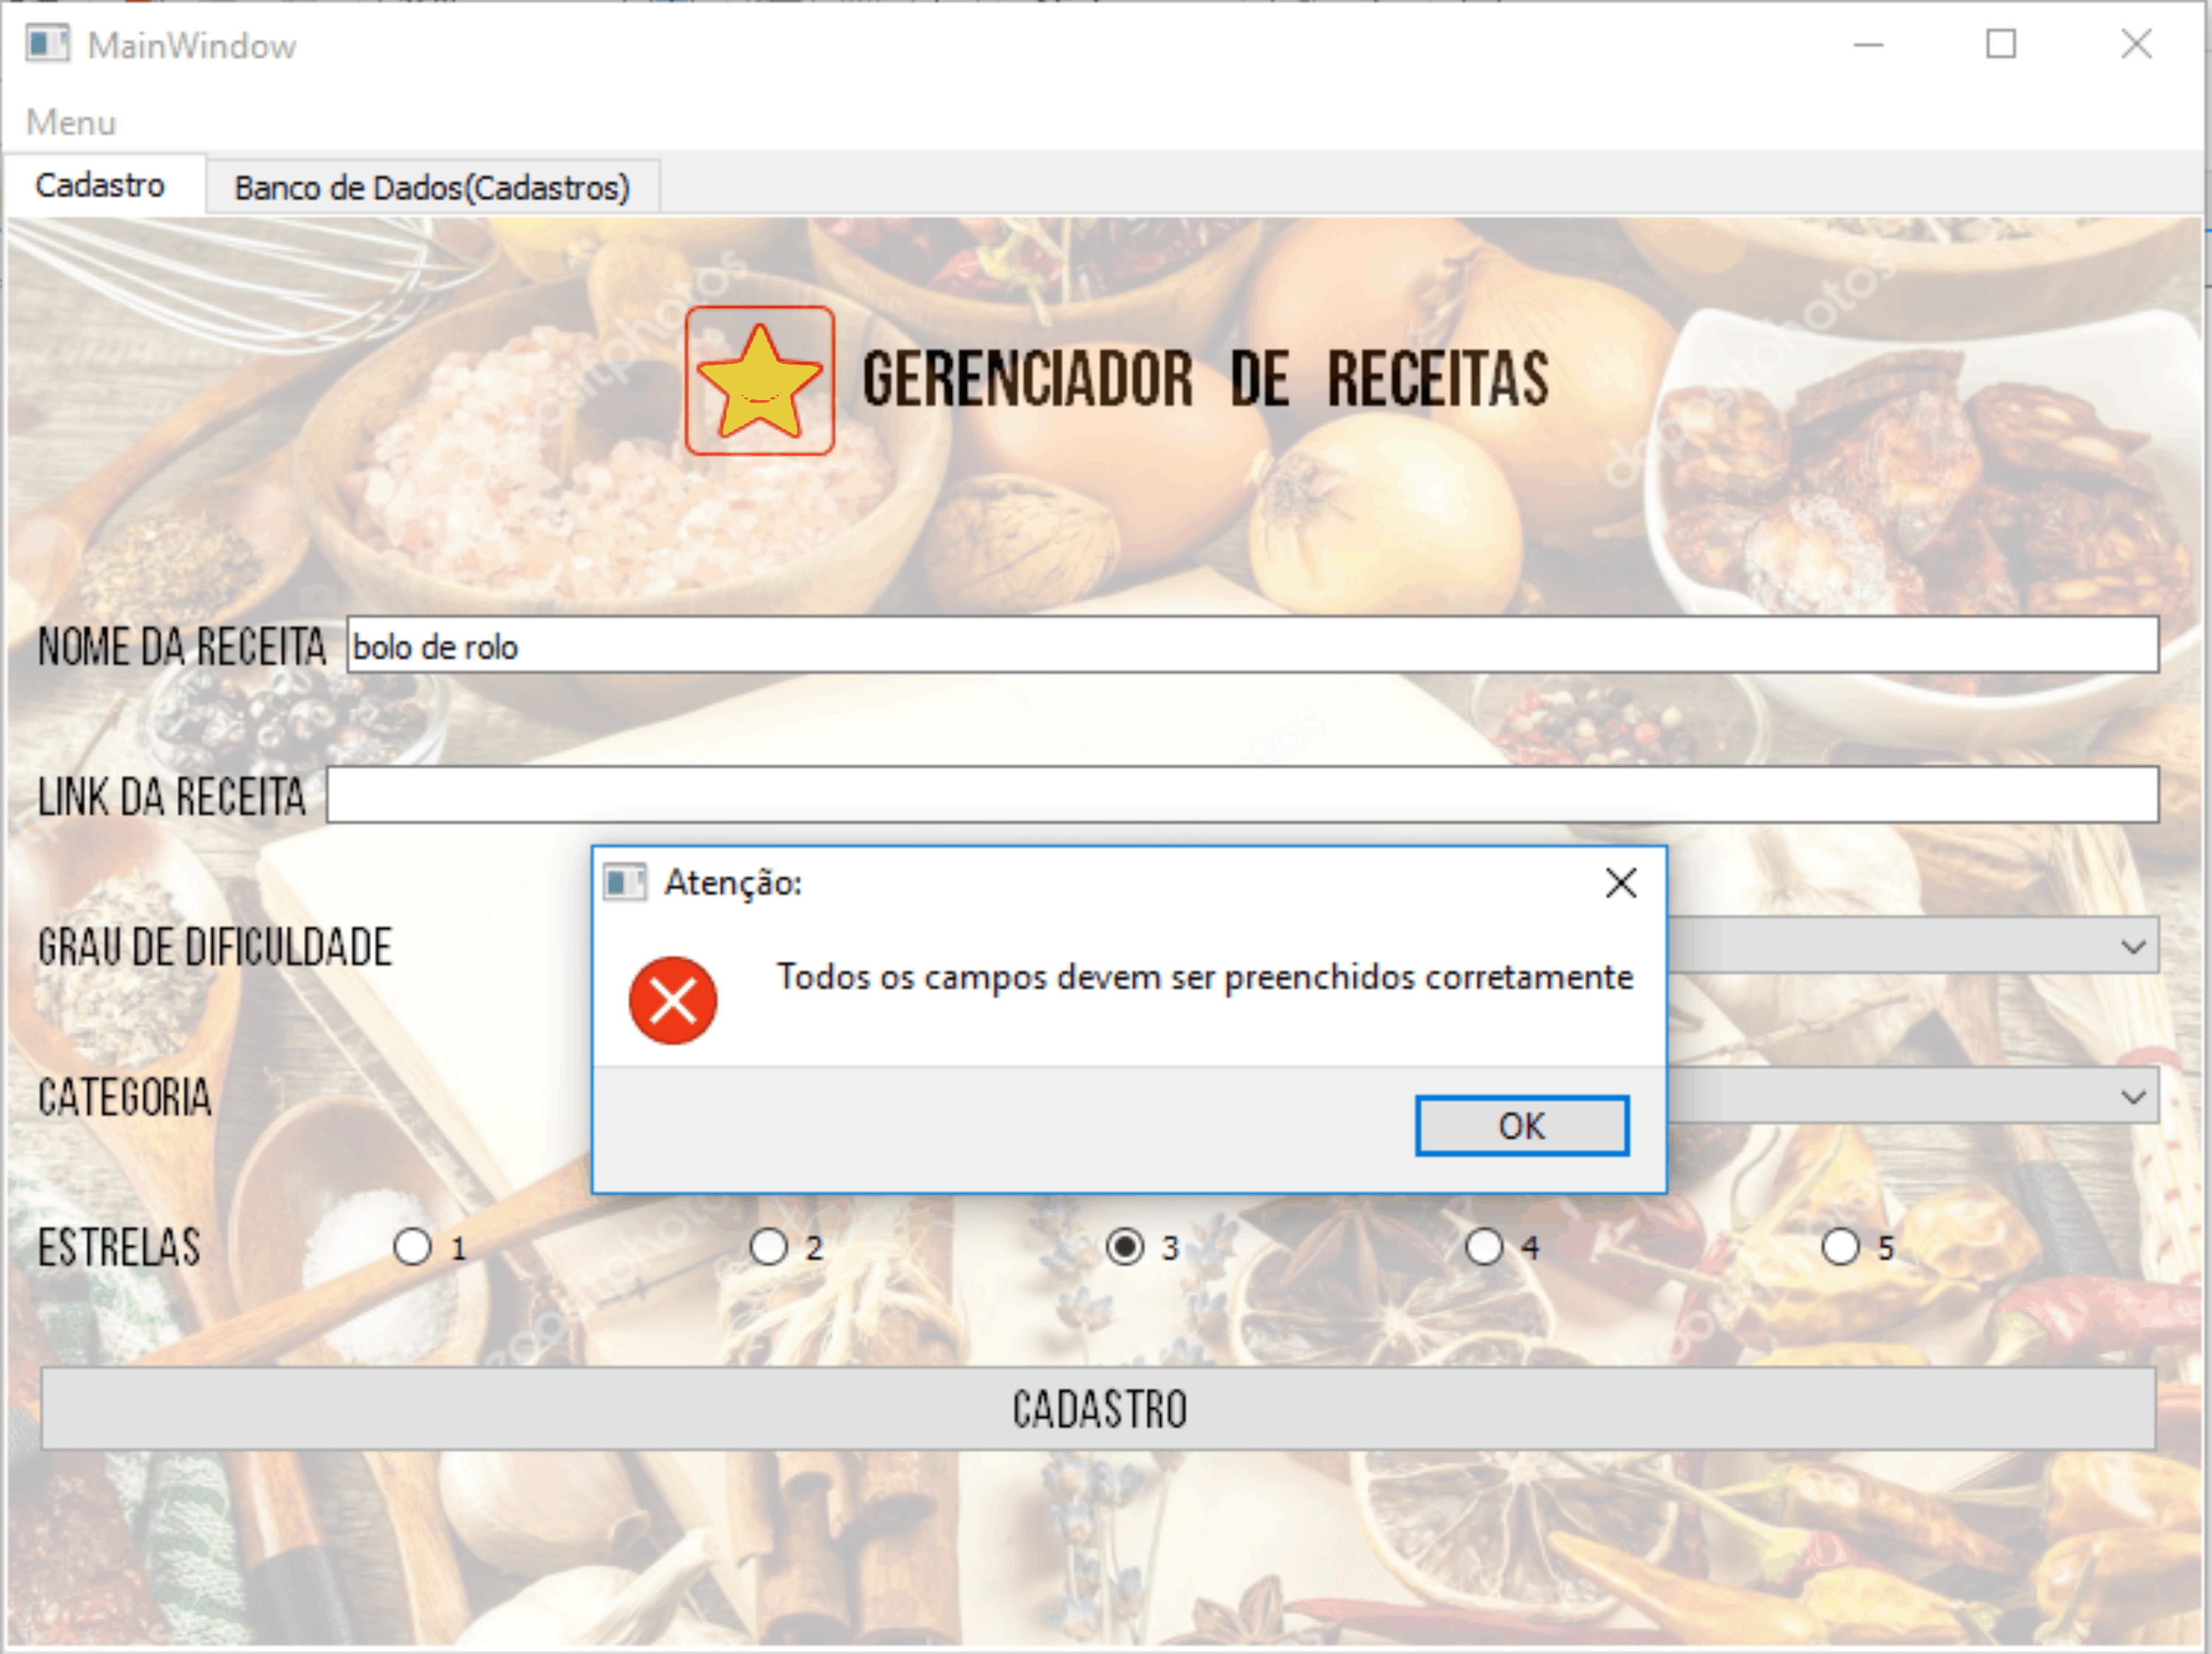 MainWindow
Menu
Cadastro
Banco de Dados(Cadastros)
depositphotos
depositphotos
GERENCIADOR DE RECEITAS
NOME DA RECEITA
bolo de rolo
LINK DA RECEITA
Atenção:
GRAU DE DIFICULDADE
Todos os campos devem ser preenchidos corretamente
CATEGORIA
OK
ESTRELAS
1
2
3
4
5
CADASTRO